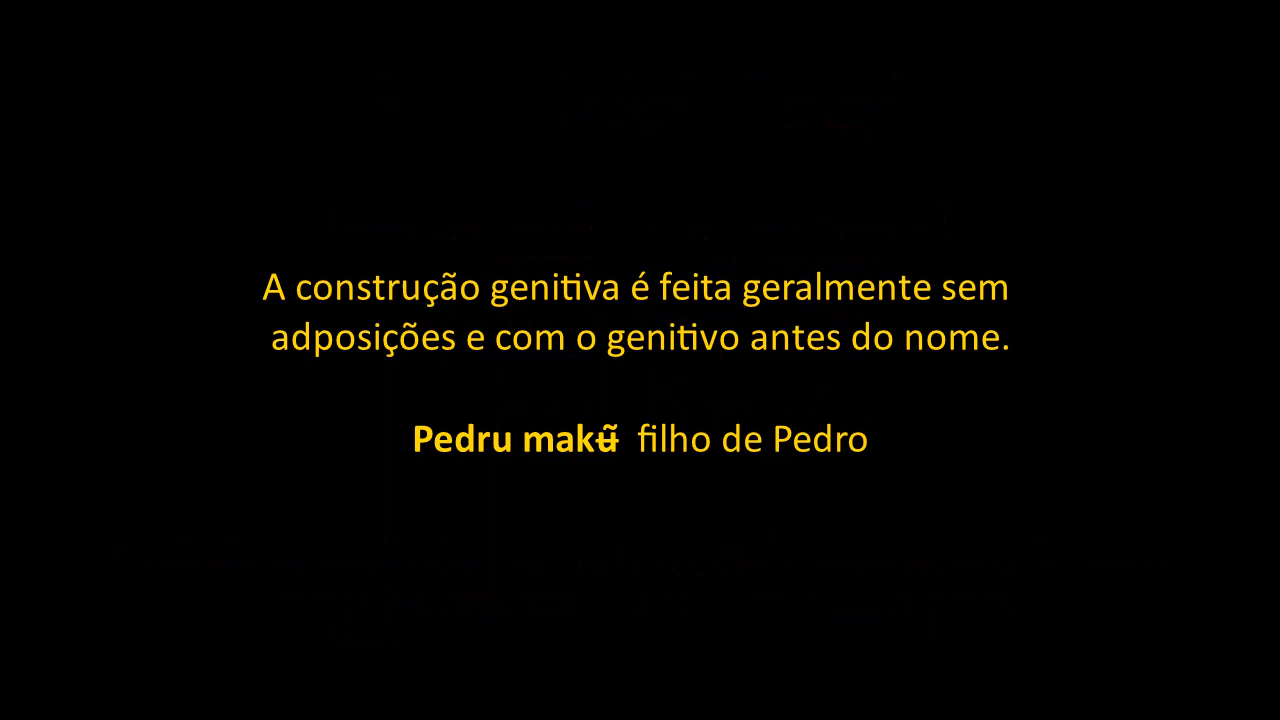 A construção genitiva é feita geralmente sem
adposições e com o genitivo antes do nome.
Pedru makʉ̃ filho de Pedro